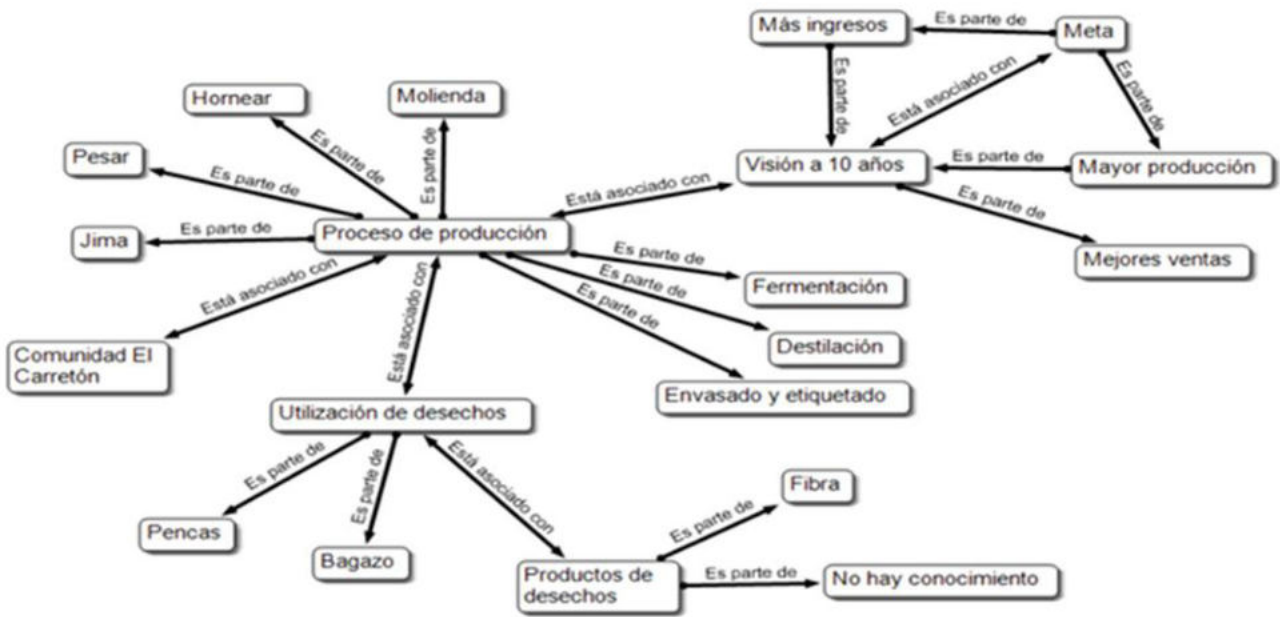 Más ingresos
Es parte de
Meta
Es parte de
Está asociado con
Es parte de
Hornear
Molienda
Es parte de
Es parte de
Pesar
Es parte de
Visión a 10 años
Es parte de
Mayor producción
Está asociado con
Es parte de
Jima
Es parte de
Proceso de producción
Mejores ventas
Es parte de
Fermentación
Es parte de
Destilación
Es parte de
Envasado y etiquetado
Está asociado con
Comunidad El
Carretón
Está asociado con
Utilización de desechos
Es parte de
Pencas
Es parte de
Bagazo
Está asociado con
Productos de
desechos
Es parte de
Fibra
Es parte de
No hay conocimiento